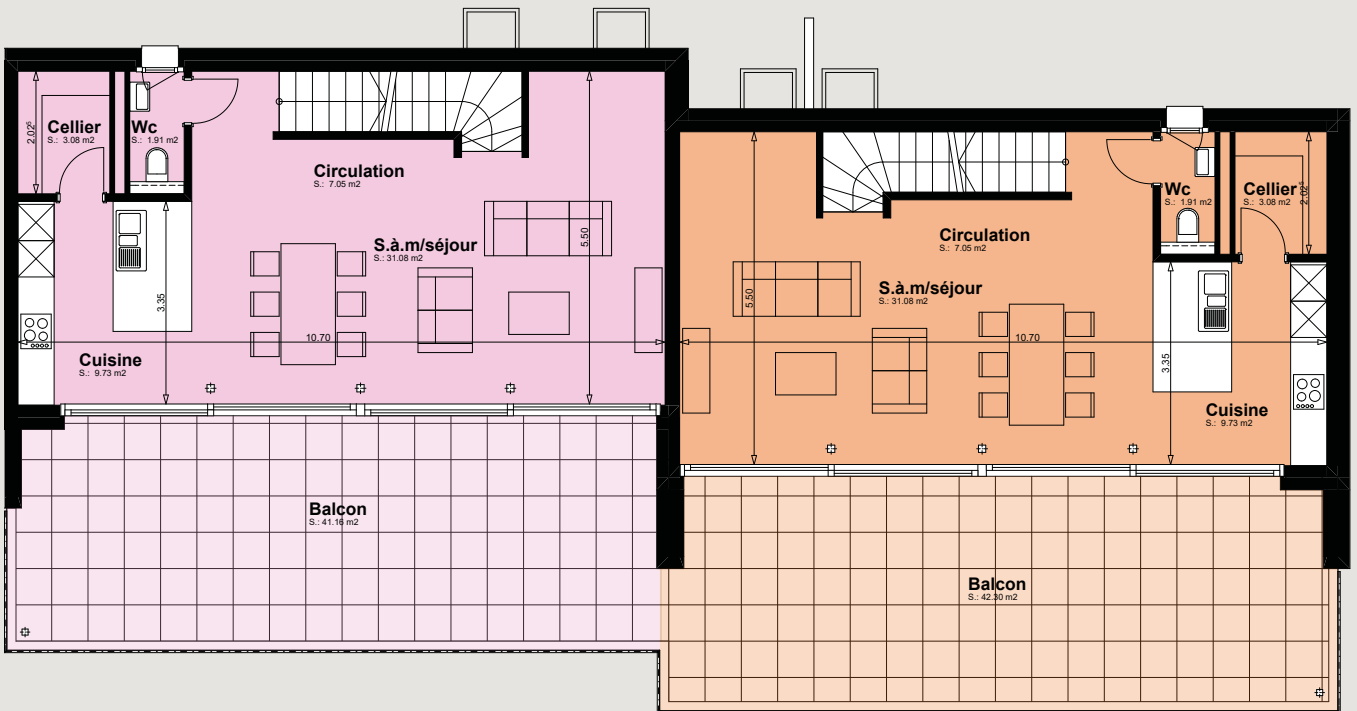 Cellier
S.: 3.08 m2
2.02⁵
Wc
S.: 1.91 m2
Circulation
S.: 7.05 m2
S.à.m/séjour
S.: 31.08 m2
5.50
3.35
10.70
Cuisine
S.: 9.73 m2
Balcon
S.: 41.16 m2
Circulation
S.: 7.05 m2
S.à.m/séjour
S.: 31.08 m2
5.50
10.70
3.35
Wc
S.: 1.91 m2
Cellier
S.: 3.08 m2
2.02⁵
Cuisine
S.: 9.73 m2
Balcon
S.: 42.30 m2